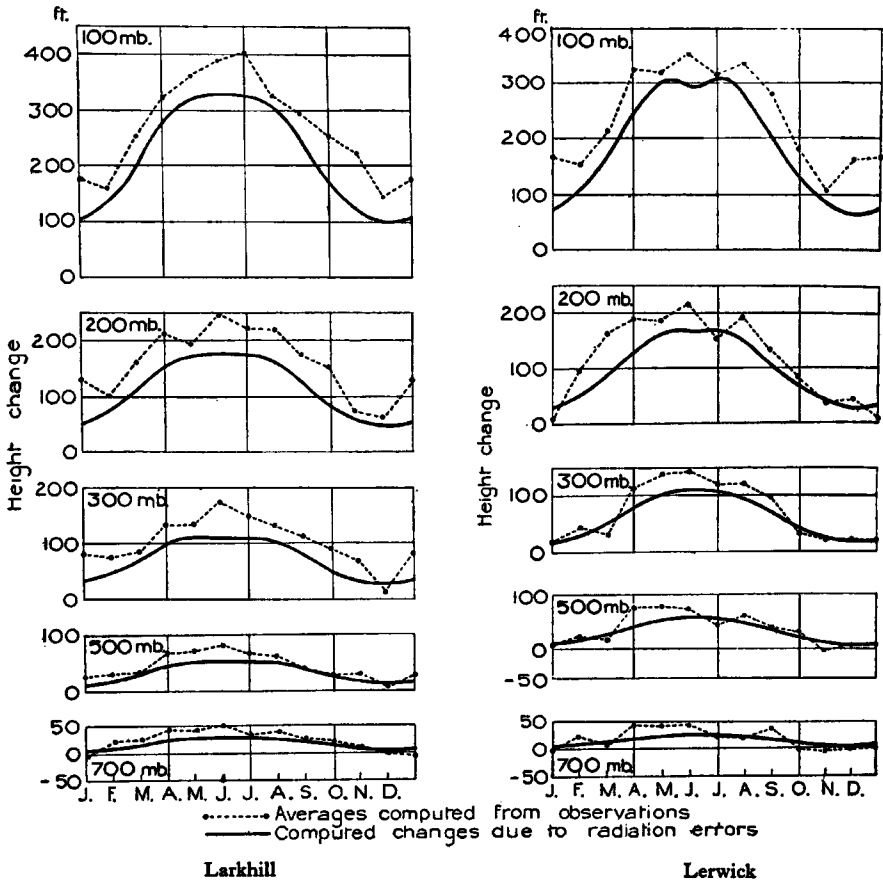 ft.
100 mb.
400
300
200
100
0
200 mb.
200
100
0
300 mb.
200
100
0
500 mb.
100
0
50
0
-50
700 mb.
J. F. M. A. M. J. J. A. S. O. N. D.
Height change
ft.
100 mb.
400
300
200
100
0
200 mb.
200
100
0
300 mb.
100
0
500 mb.
100
0
-50
50
0
-50
700 mb.
J. F. M. A. M. J. J. A. S. O. N. D.
Height change
Averages computed from observations
Computed changes due to radiation errors
Larkhill
Lerwick